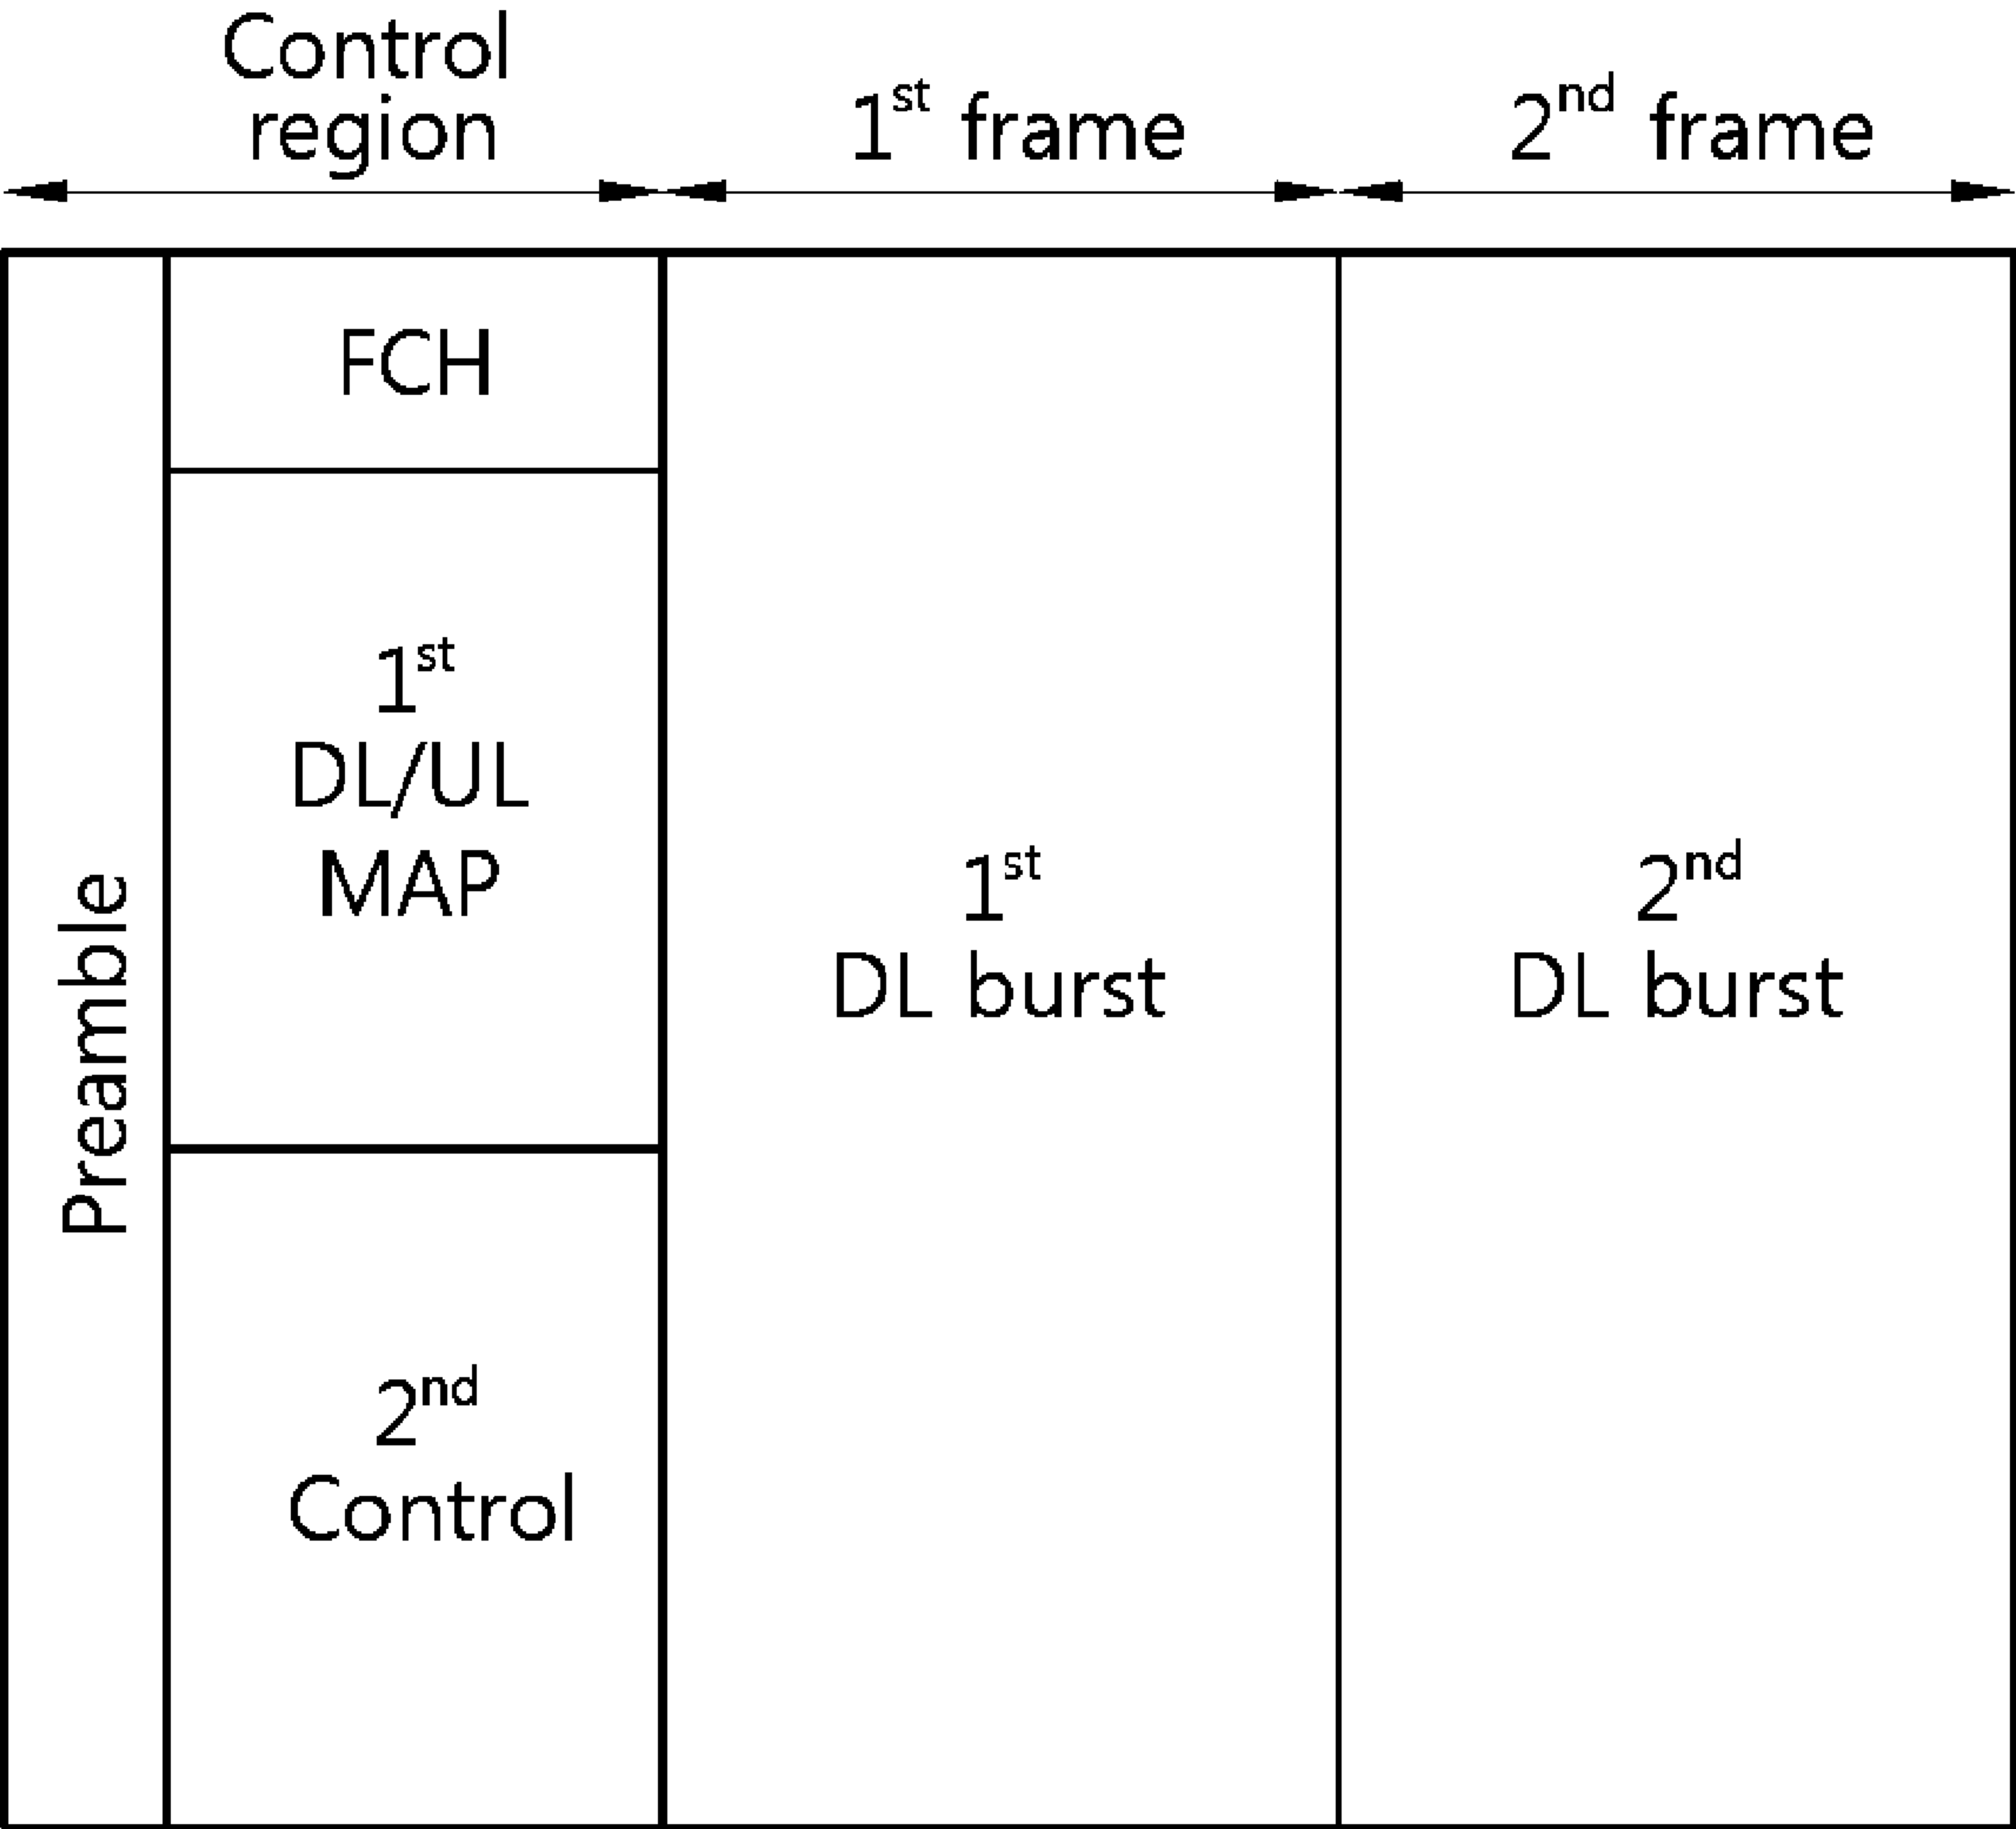 Control
region
1st frame
2nd frame
Preamble
FCH
1st
DL/UL
MAP
2nd
Control
1st
DL burst
2nd
DL burst